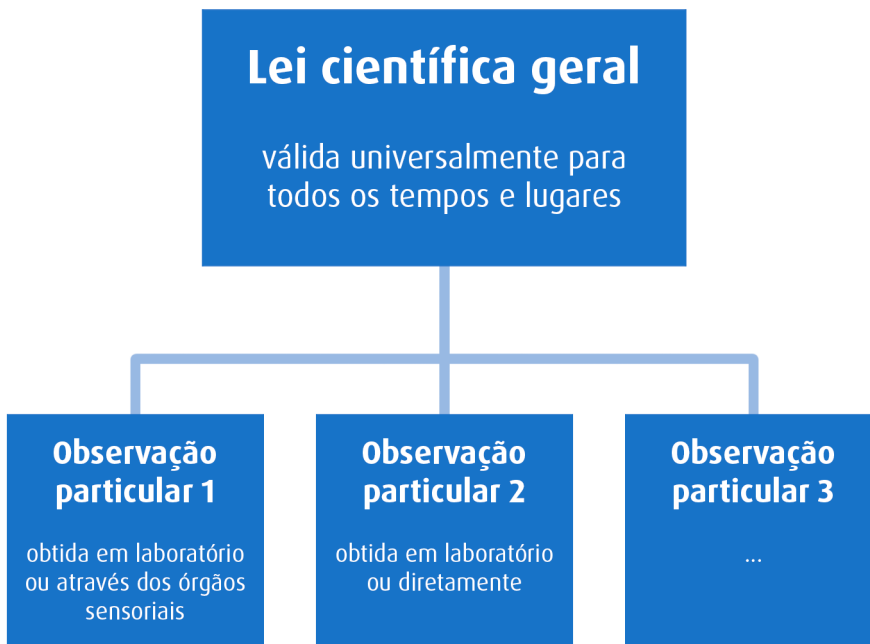 Lei científica geral
válida universalmente para
todos os tempos e lugares
Observação
particular 1
obtida em laboratório
ou através dos órgãos
sensoriais
Observação
particular 2
obtida em laboratório
ou diretamente
Observação
particular 3
...